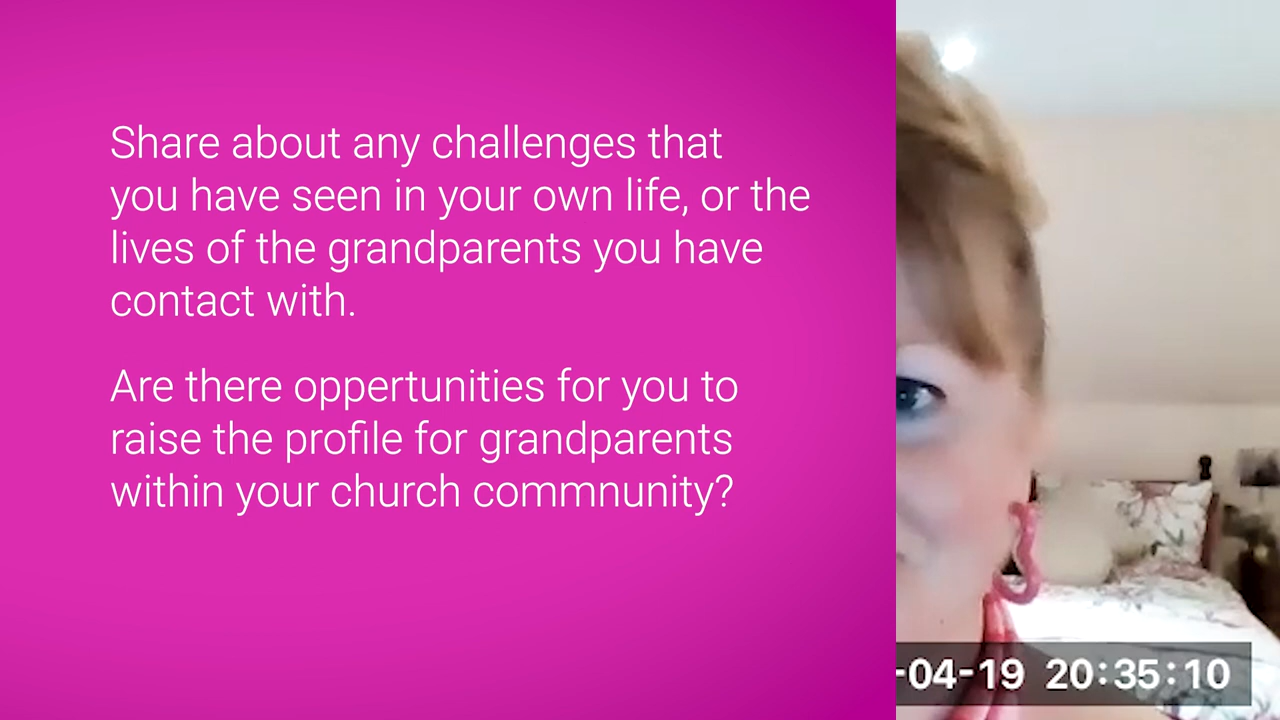 Share about any challenges that
you have seen in your own life, or the
lives of the grandparents you have
contact with.
Are there oppertunities for you to
raise the profile for grandparents
within your church commnunity?
-04-19 20:35:10